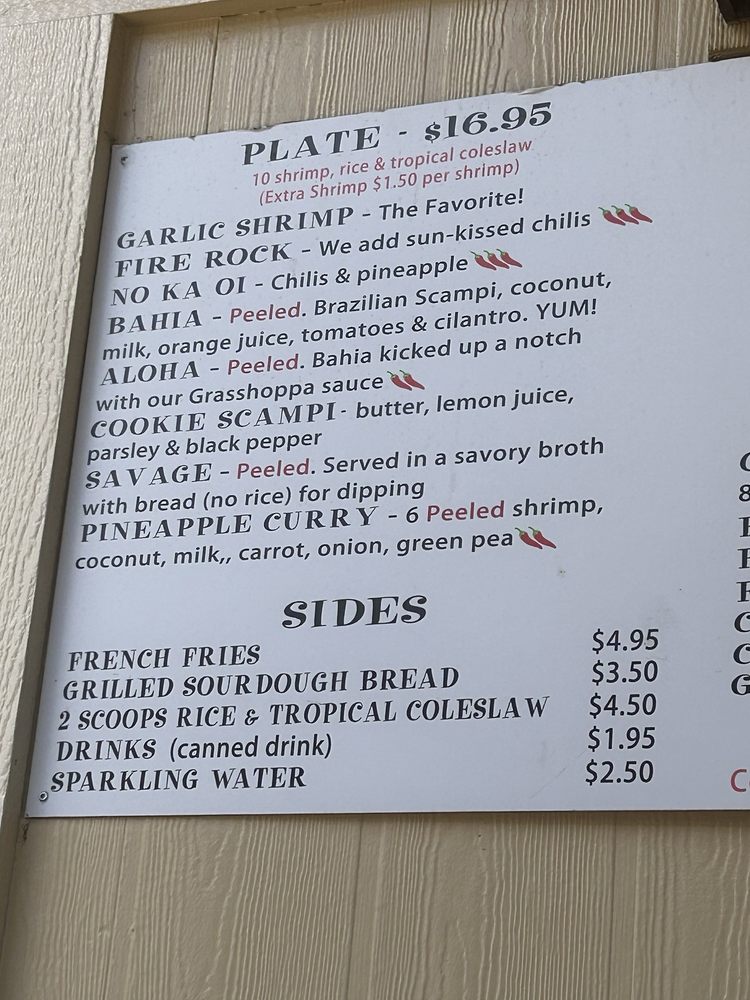 PLATE - $16.95
10 shrimp, rice & tropical coleslaw
(Extra Shrimp $1.50 per shrimp)
GARLIC SHRIMP - The Favorite!
FIRE ROCK - We add sun-kissed chilis
NO KA OI - Chilis & pineapple
BAHIA - Peeled. Brazilian Scampi, coconut,
milk, orange juice, tomatoes & cilantro. YUM!
ALOHA - Peeled. Bahia kicked up a notch
with our Grasshoppa sauce
COOKIE SCAMPI- butter, lemon juice,
parsley & black pepper
SAVAGE - Peeled. Served in a savory broth
with bread (no rice) for dipping
PINEAPPLE CURRY - 6 Peeled shrimp,
coconut, milk,, carrot, onion, green pea
SIDES
FRENCH FRIES $4.95
GRILLED SOURDOUGH BREAD $3.50
2 SCOOPS RICE & TROPICAL COLESLAW $4.50
DRINKS (canned drink) $1.95
SPARKLING WATER $2.50